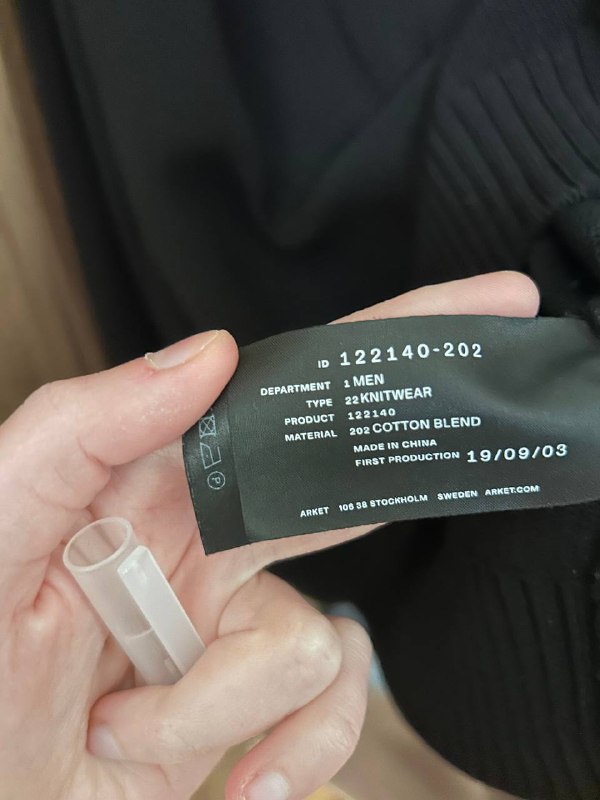 ID 122140-202
DEPARTMENT 1 MEN
TYPE 22 KNITWEAR
PRODUCT 122140
MATERIAL 202 COTTON BLEND
MADE IN CHINA
FIRST PRODUCTION 19/09/03
ARKET 106 38 STOCKHOLM SWEDEN ARKET.COM
P